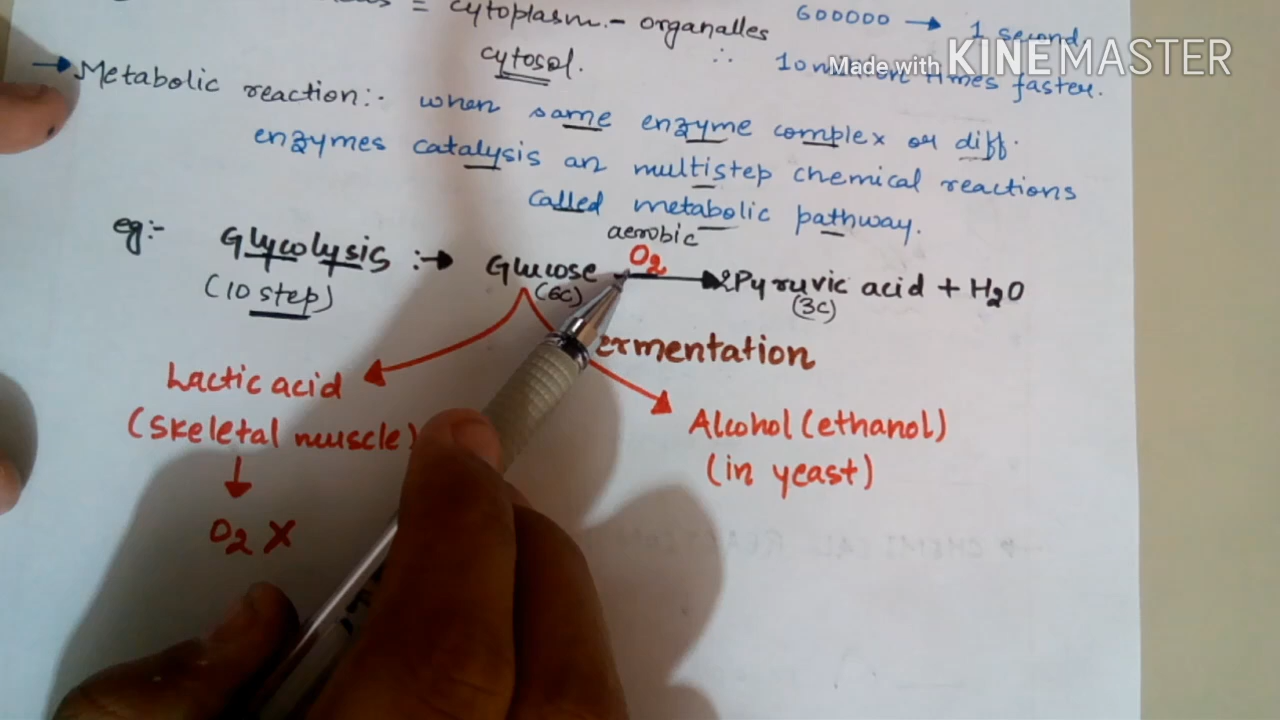 = cytoplasm.- organalles
600000 → 1 second
cytosol.
∴ 10
times faster.
Made with KINEMASTER
→ Metabolic reaction:- when same enzyme complex or diff.
enzymes catalysis an multistep chemical reactions
called metabolic pathway.
eg:- Glycolysis :→ Glucose aerobic O2 → 2Pyruvic acid + H2O
(10 step) (6C) (3C)
ermentation
Lactic acid
(skeletal muscle)
↓
O2 X
Alcohol (ethanol)
(in yeast)